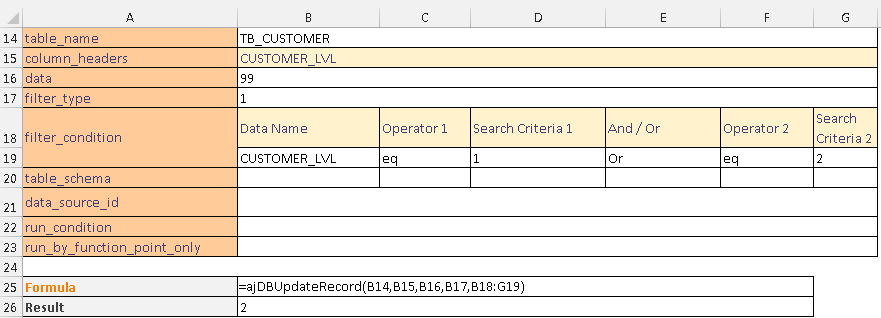 A B C D E F G
14 table_name TB_CUSTOMER
15 column_headers CUSTOMER_LVL
16 data 99
17 filter_type 1
18 filter_condition Data Name Operator 1 Search Criteria 1 And / Or Operator 2 Search Criteria 2
19 CUSTOMER_LVL eq 1 Or eq 2
20 table_schema
21 data_source_id
22 run_condition
23 run_by_function_point_only
24
25 Formula =ajDBUpdateRecord(B14,B15,B16,B17,B18:G19)
26 Result 2